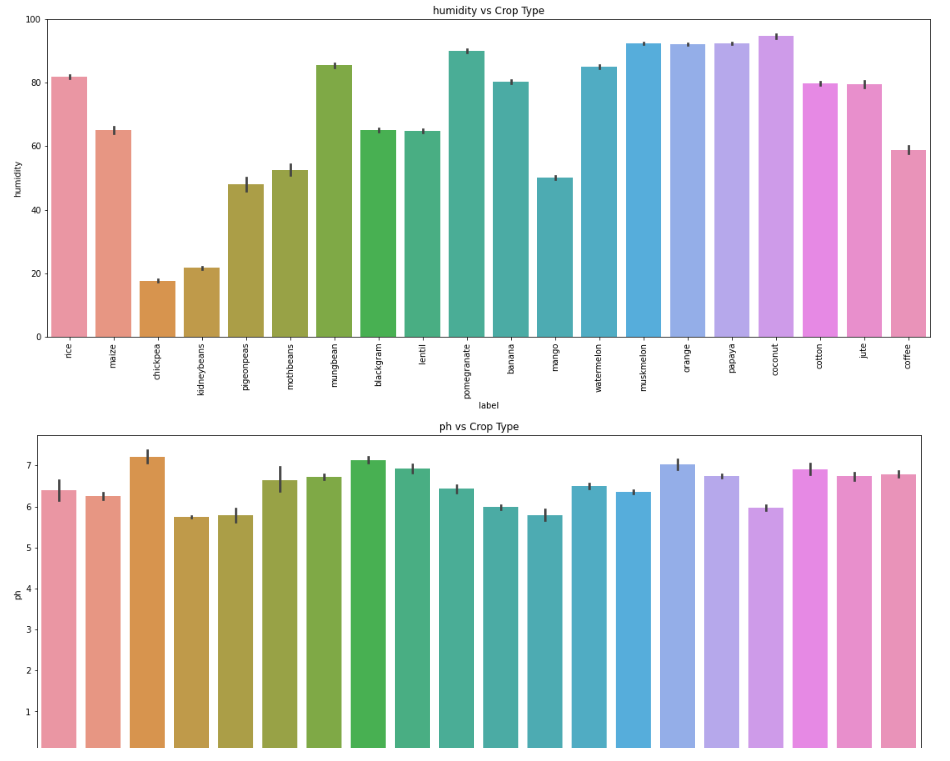 humidity vs Crop Type
100
80
60
40
20
0
humidity
rice
maize
chickpea
kidneybeans
pigeonpeas
mothbeans
mungbean
blackgram
lentil
pomegranate
banana
mango
watermelon
muskmelon
orange
papaya
coconut
cotton
jute
coffee
label
ph vs Crop Type
7
6
5
4
3
2
1
ph